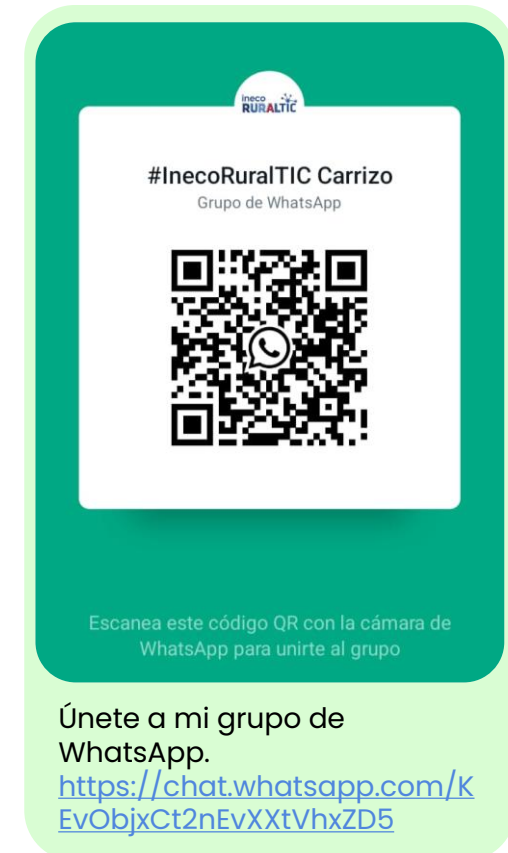 ineco
RURALTIC
#InecoRuralTIC Carrizo
Grupo de WhatsApp
Escanea este código QR con la cámara de
WhatsApp para unirte al grupo
Únete a mi grupo de
WhatsApp.
https://chat.whatsapp.com/K
EvObjxCt2nEvXXtVhxZD5